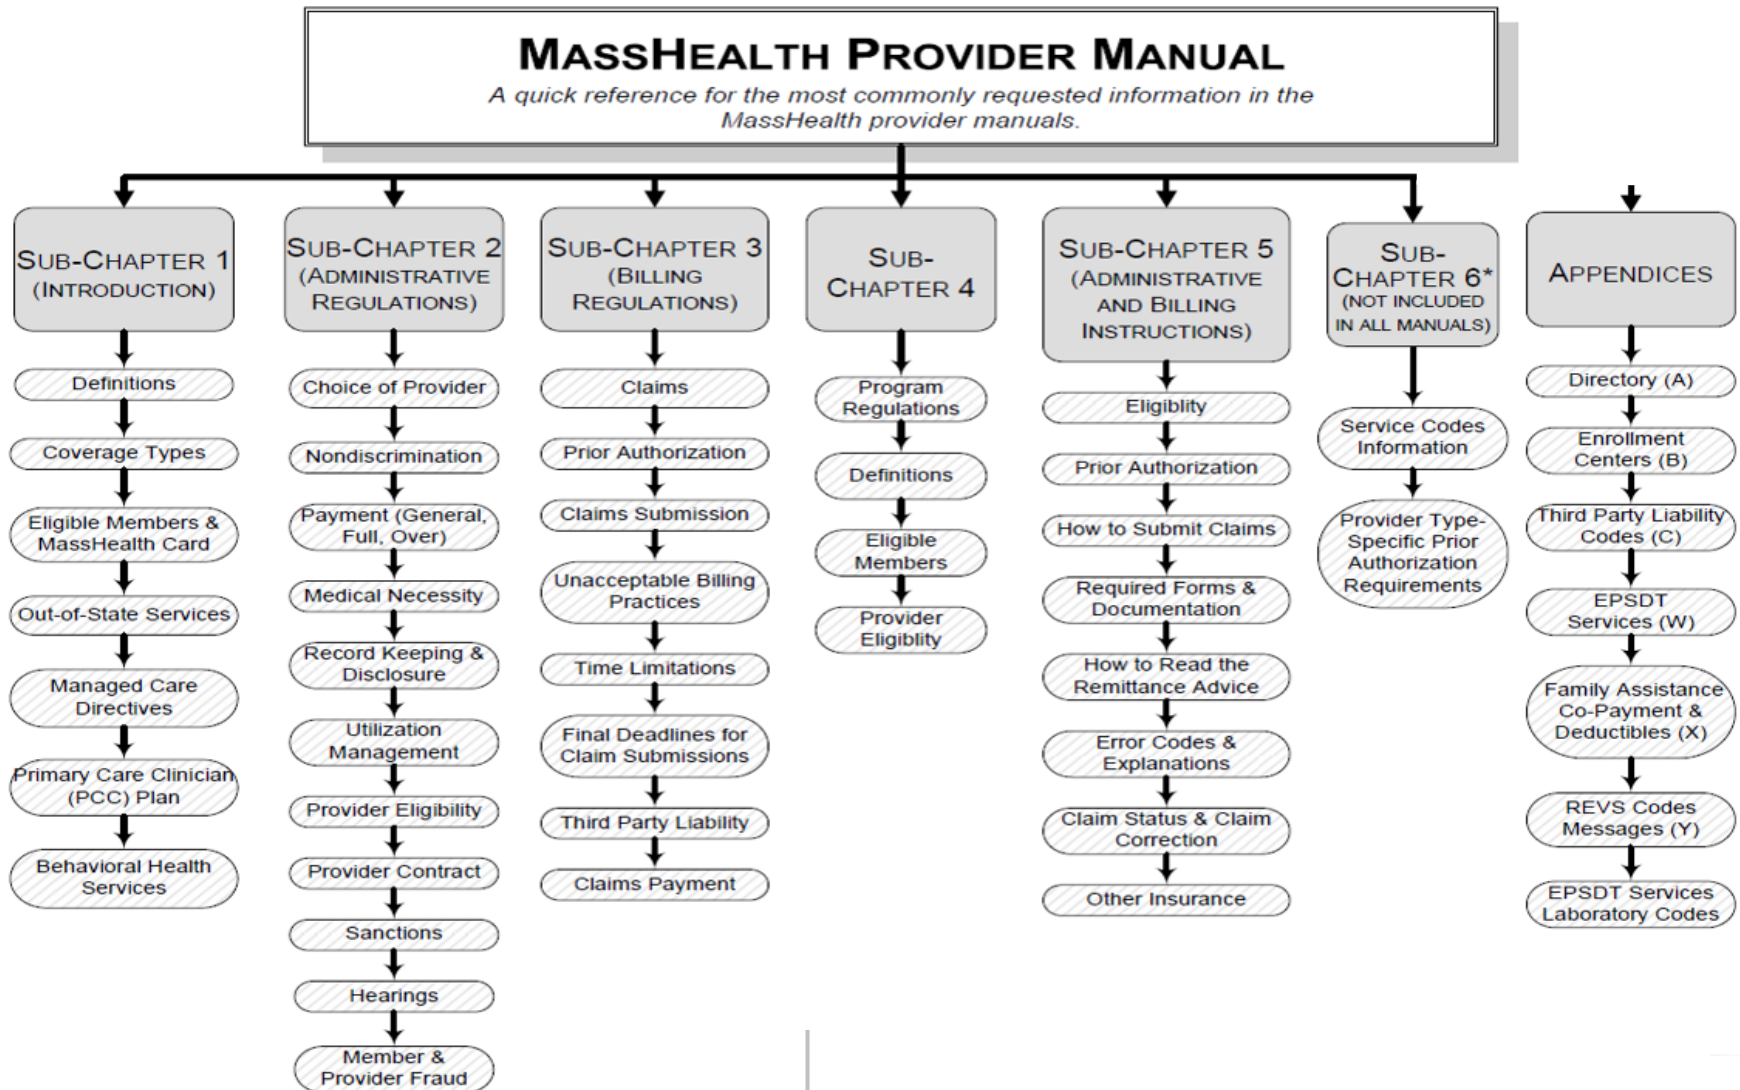 MASSHEALTH PROVIDER MANUAL
A quick reference for the most commonly requested information in the
MassHealth provider manuals.
SUB-CHAPTER 1
(INTRODUCTION)
Definitions
Coverage Types
Eligible Members &
MassHealth Card
Out-of-State Services
Managed Care
Directives
Primary Care Clinician
(PCC) Plan
Behavioral Health
Services
SUB-CHAPTER 2
(ADMINISTRATIVE
REGULATIONS)
Choice of Provider
Nondiscrimination
Payment (General,
Full, Over)
Medical Necessity
Record Keeping &
Disclosure
Utilization
Management
Provider Eligibility
Provider Contract
Sanctions
Hearings
Member &
Provider Fraud
SUB-CHAPTER 3
(BILLING
REGULATIONS)
Claims
Prior Authorization
Claims Submission
Unacceptable Billing
Practices
Time Limitations
Final Deadlines for
Claim Submissions
Third Party Liability
Claims Payment
SUB-
CHAPTER 4
Program
Regulations
Definitions
Eligible
Members
Provider
Eligiblity
SUB-CHAPTER 5
(ADMINISTRATIVE
AND BILLING
INSTRUCTIONS)
Eligiblity
Prior Authorization
How to Submit Claims
Required Forms &
Documentation
How to Read the
Remittance Advice
Error Codes &
Explanations
Claim Status & Claim
Correction
Other Insurance
SUB-
CHAPTER 6*
(NOT INCLUDED
IN ALL MANUALS)
Service Codes
Information
Provider Type-
Specific Prior
Authorization
Requirements
APPENDICES
Directory (A)
Enrollment
Centers (B)
Third Party Liability
Codes (C)
EPSDT
Services (W)
Family Assistance
Co-Payment &
Deductibles (X)
REVS Codes
Messages (Y)
EPSDT Services
Laboratory Codes